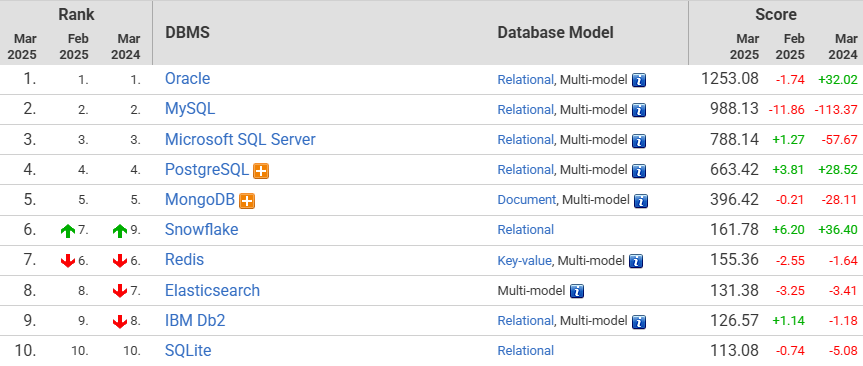 Rank DBMS Database Model Score
Mar 2025 Feb 2025 Mar 2024 Mar 2025 Feb 2025 Mar 2024
1. 1. 1. Oracle Relational, Multi-model i 1253.08 -1.74 +32.02
2. 2. 2. MySQL Relational, Multi-model i 988.13 -11.86 -113.37
3. 3. 3. Microsoft SQL Server Relational, Multi-model i 788.14 +1.27 -57.67
4. 4. 4. PostgreSQL + Relational, Multi-model i 663.42 +3.81 +28.52
5. 5. 5. MongoDB + Document, Multi-model i 396.42 -0.21 -28.11
6. 7. 9. Snowflake Relational 161.78 +6.20 +36.40
7. 6. 6. Redis Key-value, Multi-model i 155.36 -2.55 -1.64
8. 8. 7. Elasticsearch Multi-model i 131.38 -3.25 -3.41
9. 9. 8. IBM Db2 Relational, Multi-model i 126.57 +1.14 -1.18
10. 10. 10. SQLite Relational 113.08 -0.74 -5.08